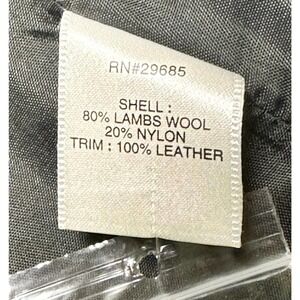 RN#29685
SHELL :
80% LAMBS WOOL
20% NYLON
TRIM : 100% LEATHER